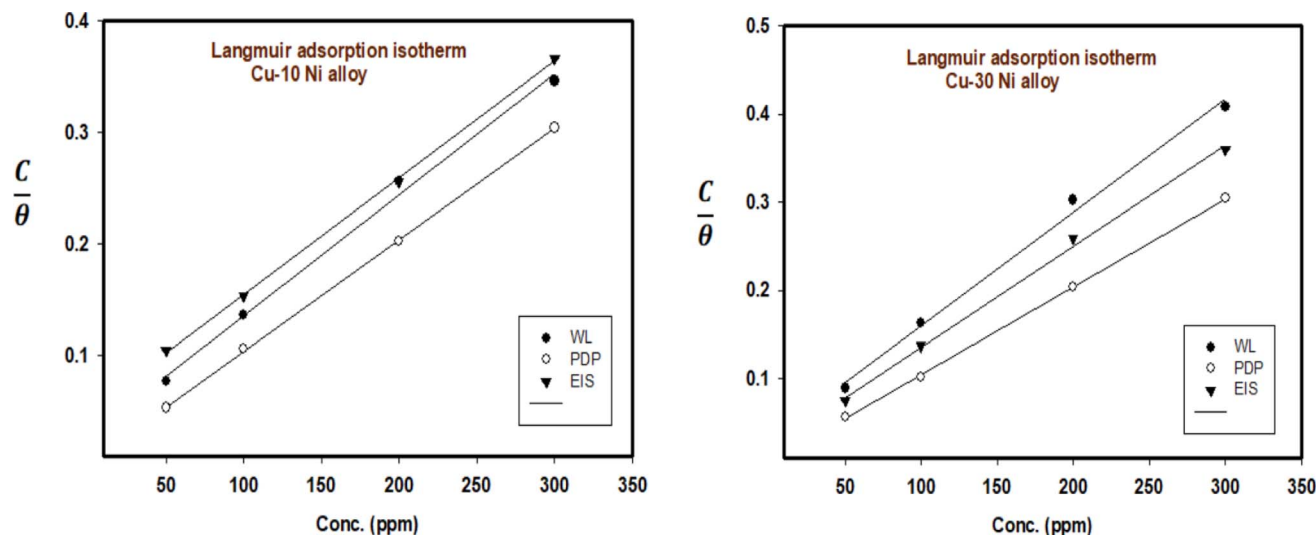 Langmuir adsorption isotherm
Cu-10 Ni alloy
0.4
0.3
0.2
0.1
C
θ
WL
PDP
EIS
50
100
150
200
250
300
350
Conc. (ppm)
Langmuir adsorption isotherm
Cu-30 Ni alloy
0.5
0.4
0.3
0.2
0.1
C
θ
WL
PDP
EIS
50
100
150
200
250
300
350
Conc. (ppm)